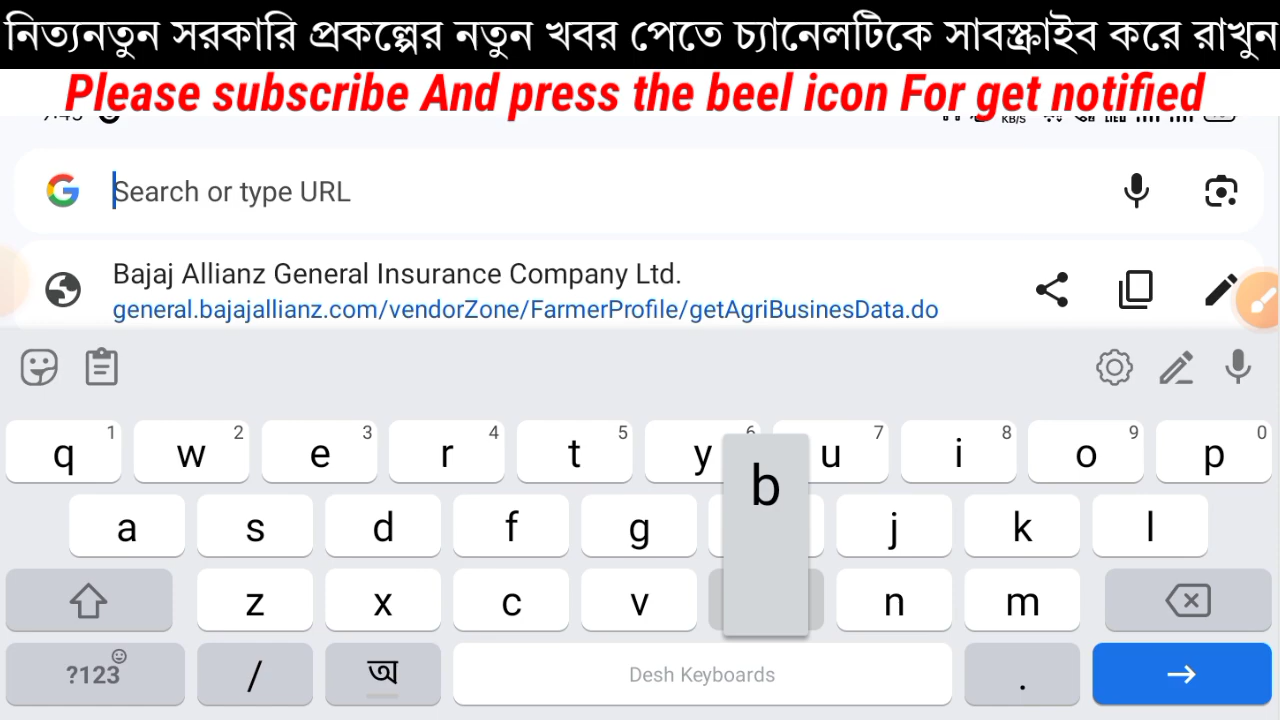 নিত্যনতুন সরকারি প্রকল্পের নতুন খবর পেতে চ্যানেলটিকে সাবস্ক্রাইব করে রাখুন
Please subscribe And press the beel icon For get notified
KB/S
Search or type URL
Bajaj Allianz General Insurance Company Ltd.
general.bajajallianz.com/vendorZone/FarmerProfile/getAgriBusinesData.do
q 1 w 2 e 3 r 4 t 5 y 6 u 7 i 8 o 9 p 0
b
a s d f g j k l
z x c v n m
?123 / অ Desh Keyboards .